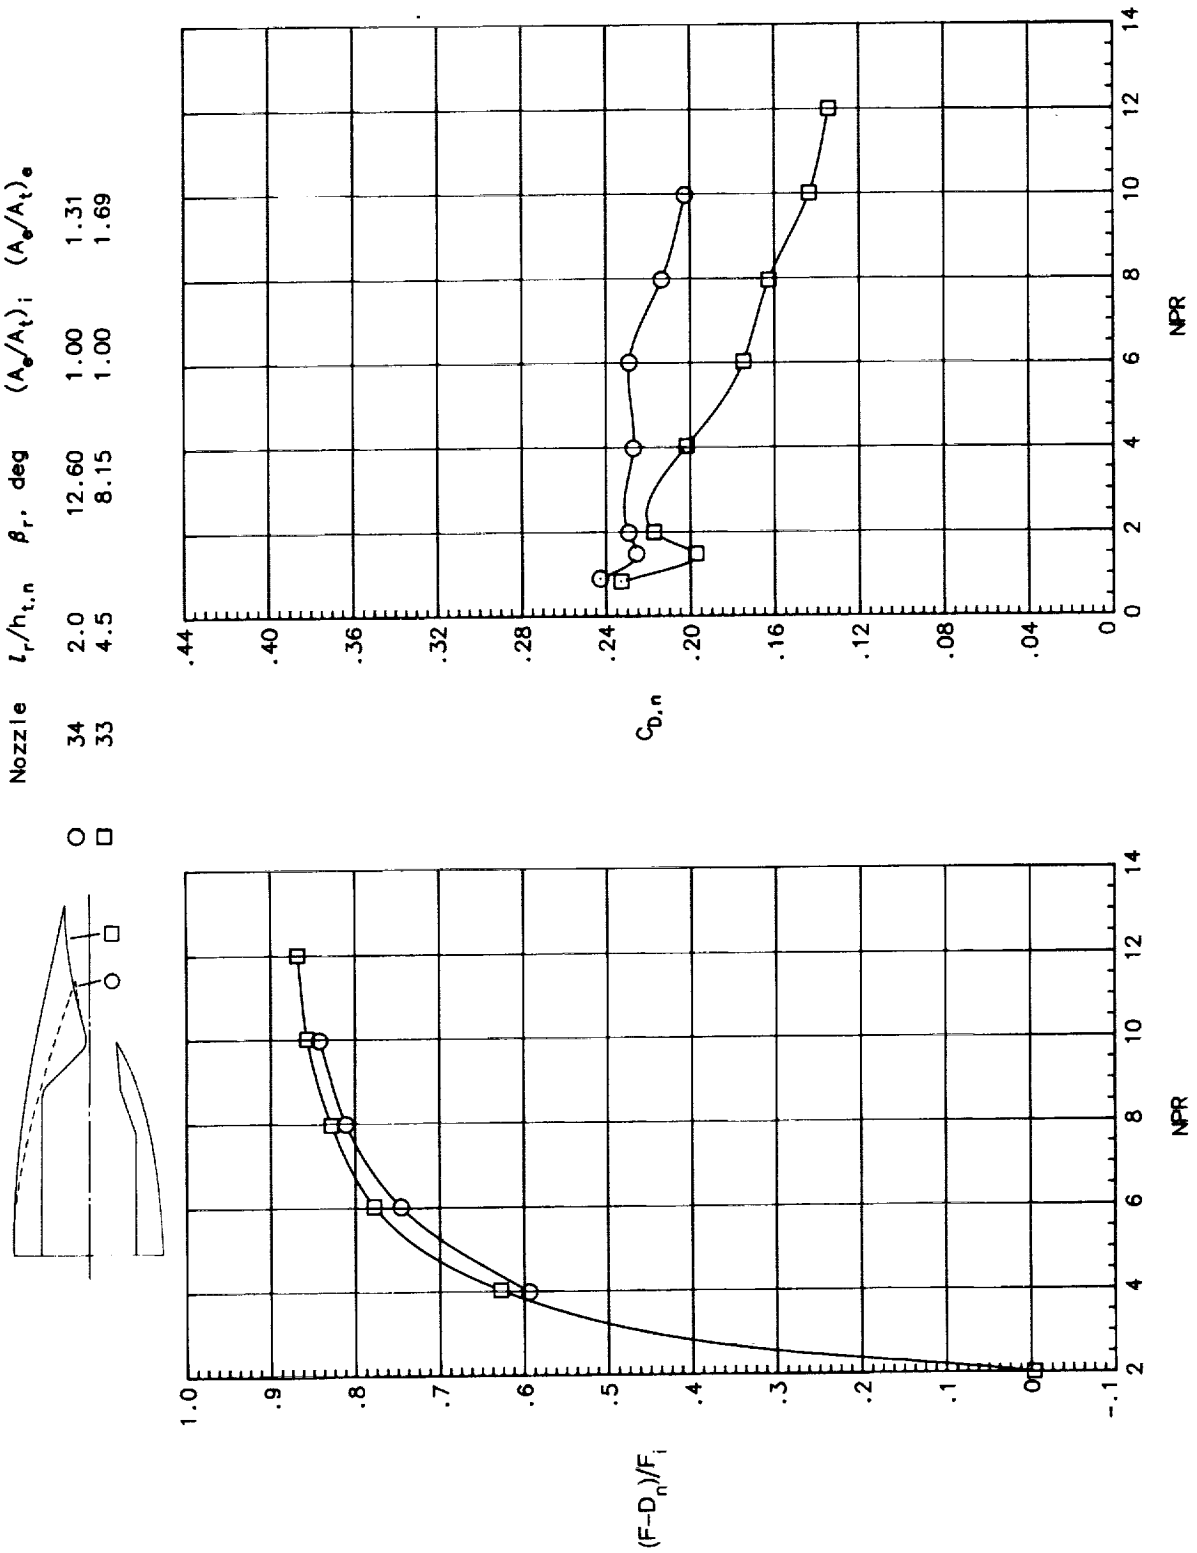 Nozzle l_r/h_t,n β_r, deg (A_e/A_t)_i (A_e/A_t)_e
34 2.0 12.60 1.00 1.31
33 4.5 8.15 1.00 1.69
(F-D_n)/F_i
1.0
.9
.8
.7
.6
.5
.4
.3
.2
.1
0
-.1
2 4 6 8 10 12 14
NPR
C_D,n
.44
.40
.36
.32
.28
.24
.20
.16
.12
.08
.04
0
0 2 4 6 8 10 12 14
NPR